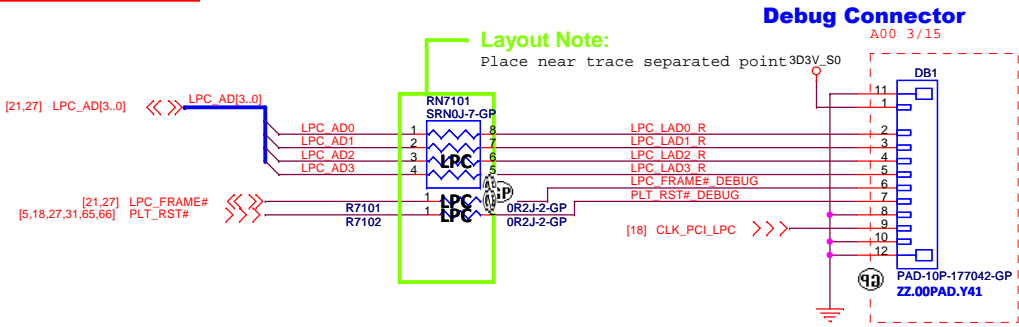 Debug Connector
A00 3/15
Layout Note:
Place near trace separated point
3D3V_S0
DB1
[21,27] LPC_AD[3..0]
LPC_AD[3..0]
RN7101
SRN0J-7-GP
LPC_AD0 1 8 LPC_LAD0_R 2
LPC_AD1 2 7 LPC_LAD1_R 3
LPC_AD2 3 6 LPC_LAD2_R 4
LPC_AD3 4 5 LPC_LAD3_R 5
LPC
11
1
[21,27] LPC_FRAME# 1 LPC LPC_FRAME#_DEBUG 6
[5,18,27,31,65,66] PLT_RST# 1 LPC PLT_RST#_DEBUG 7
R7101 0R2J-2-GP
R7102 0R2J-2-GP
GP
8
[18] CLK_PCI_LPC 9
10
12
GP
PAD-10P-177042-GP
ZZ.00PAD.Y41